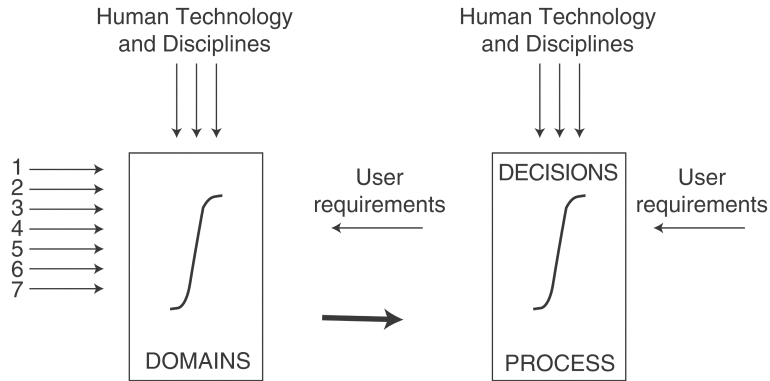 Human Technology
and Disciplines
Human Technology
and Disciplines
1
2
3
4
5
6
7
User
requirements
DOMAINS
DECISIONS
User
requirements
PROCESS